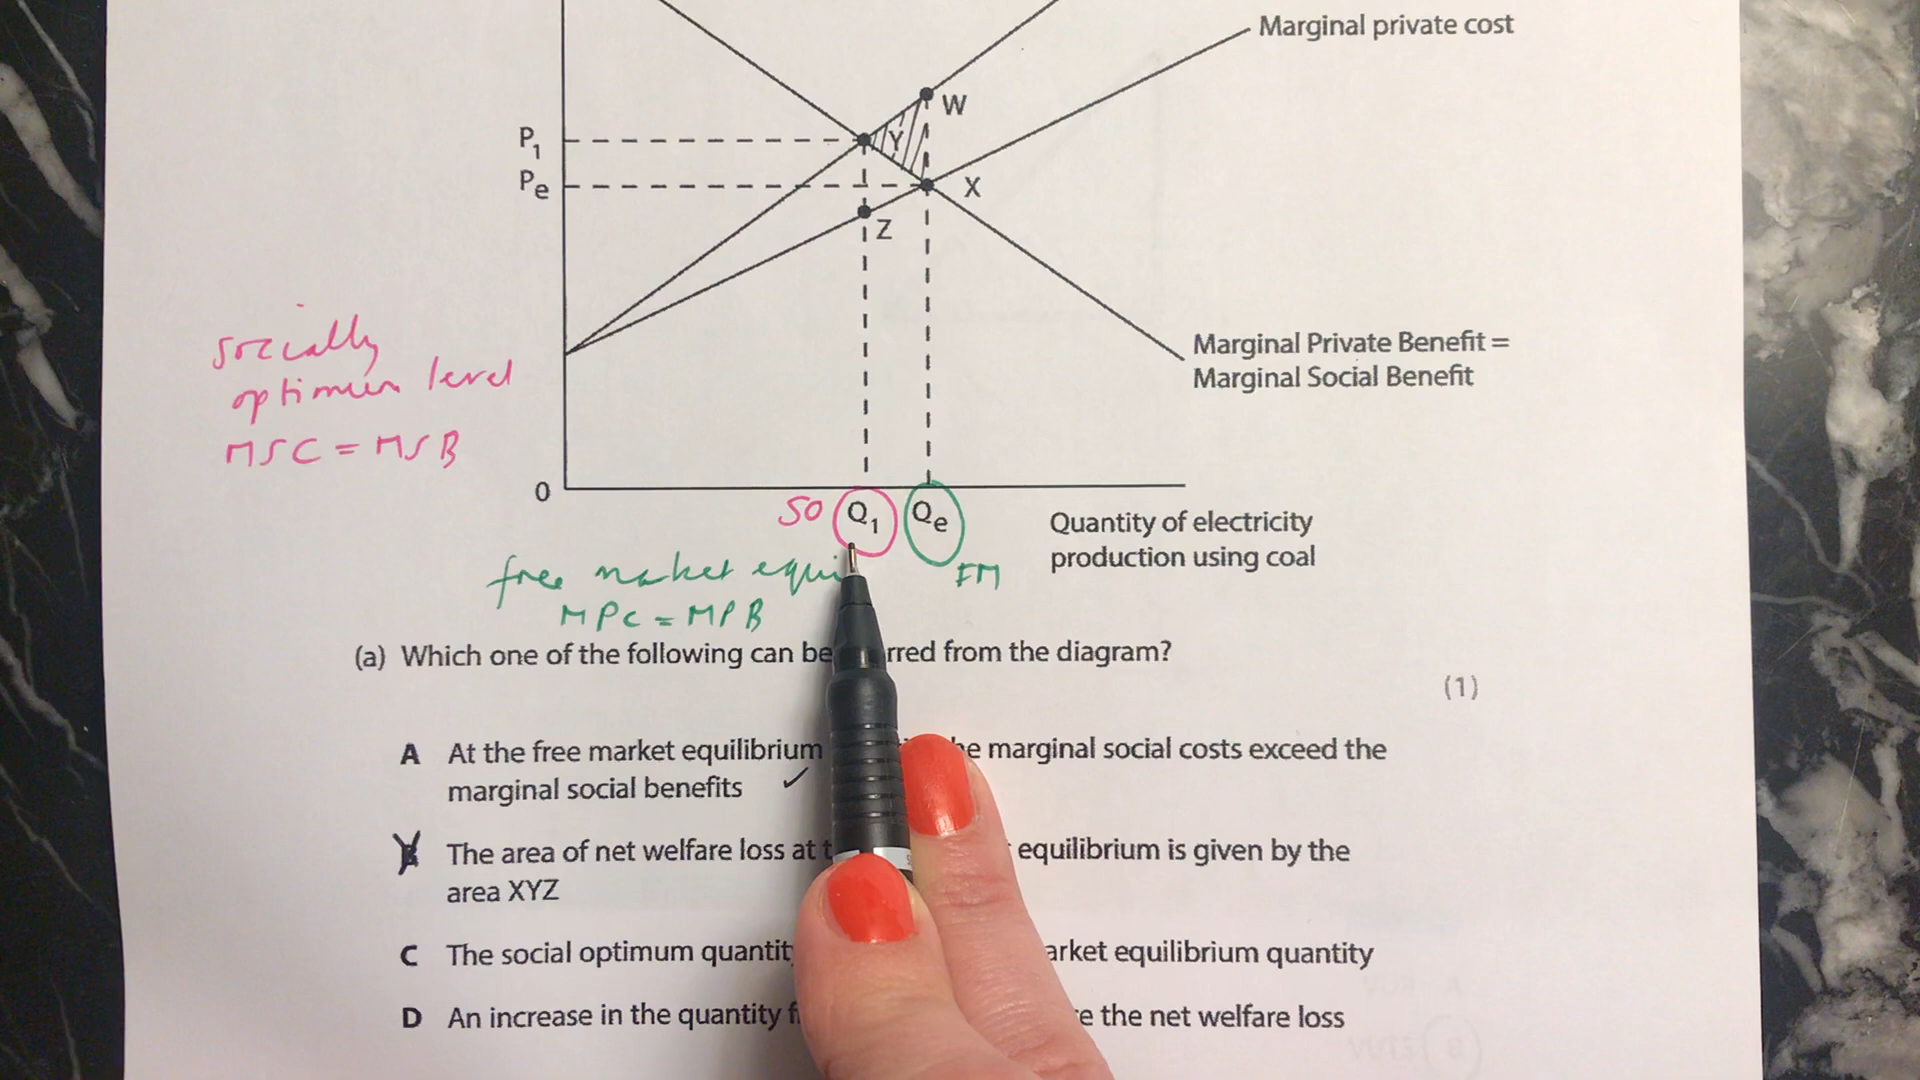 Marginal private cost
W
P1
Y
Pe
X
Z
Marginal Private Benefit =
Marginal Social Benefit
socially
optimum level
MSC = MSB
0
SO Q1 Qe
Quantity of electricity
production using coal
free market equi
FM
MPC = MPB
(a) Which one of the following can be rred from the diagram?
(1)
A At the free market equilibrium he marginal social costs exceed the
marginal social benefits ✓
The area of net welfare loss at t equilibrium is given by the
area XYZ
C The social optimum quantit arket equilibrium quantity
D An increase in the quantity f e the net welfare loss